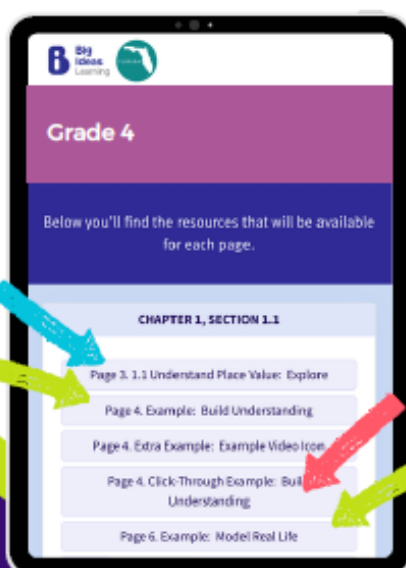 Big
Ideas
Learning
Grade 4
Below you'll find the resources that will be available
for each page.
CHAPTER 1, SECTION 1.1
Page 3. 1.1 Understand Place Value: Explore
Page 4. Example: Build Understanding
Page 4. Extra Example: Example Video Icon
Page 4. Click-Through Example: Build
Understanding
Page 6. Example: Model Real Life